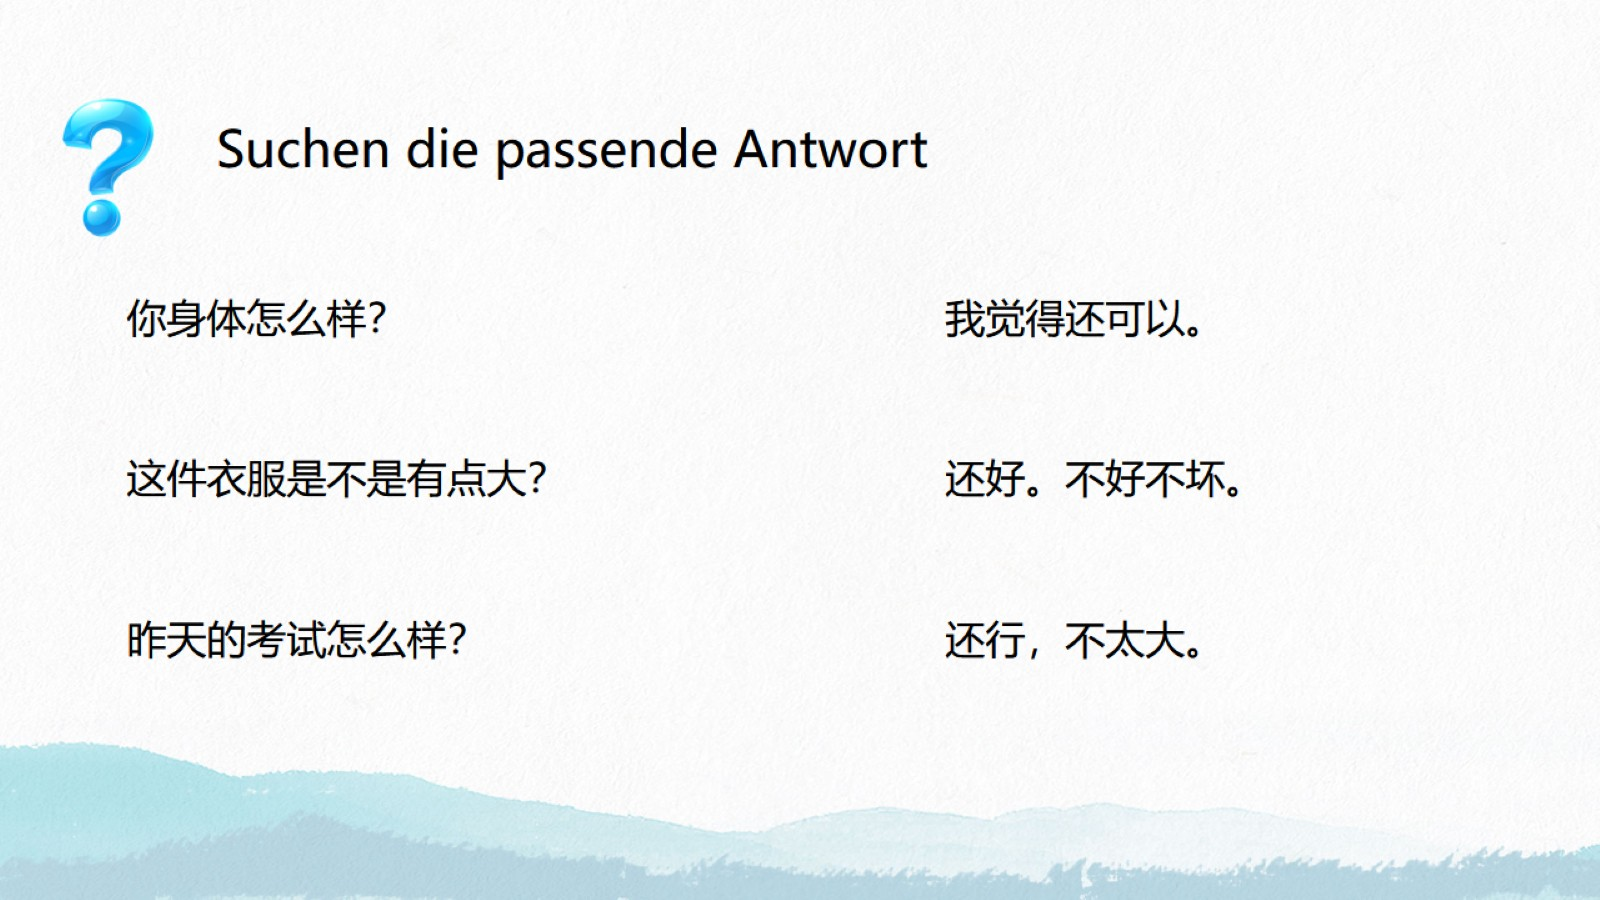 Suchen die passende Antwort
你身体怎么样？
我觉得还可以。
这件衣服是不是有点大？
还好。不好不坏。
昨天的考试怎么样？
还行，不太大。